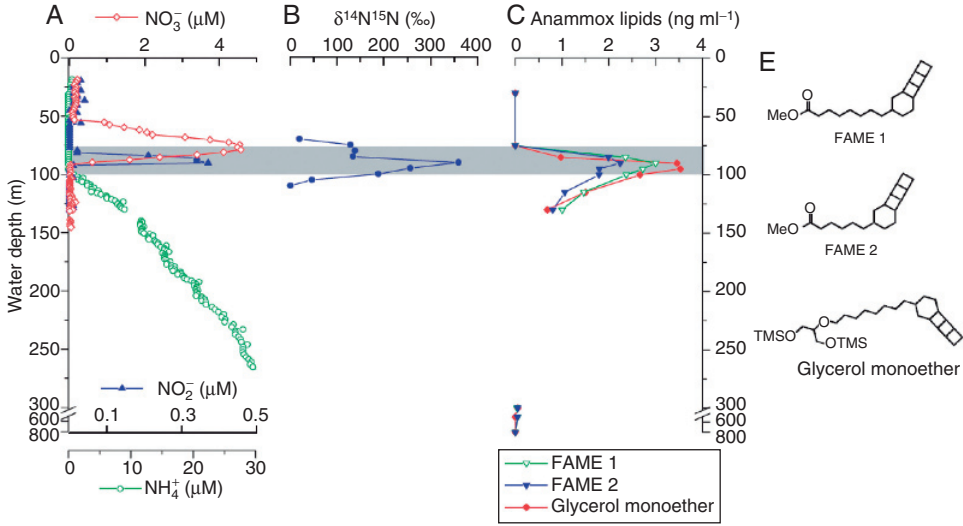 A
NO₃⁻ (μM)
B
δ¹⁴N¹⁵N (‰)
C
Anammox lipids (ng ml⁻¹)
E
0 2 4
0 100 200 300 400
0 1 2 3 4
0
50
100
150
200
250
300
600
800
Water depth (m)
0
50
100
150
200
250
300
600
800
NO₂⁻ (μM)
0.1 0.3 0.5
0 10 20 30
NH₄⁺ (μM)
MeO
O
FAME 1
MeO
O
FAME 2
TMSO
O
OTMS
Glycerol monoether
FAME 1
FAME 2
Glycerol monoether